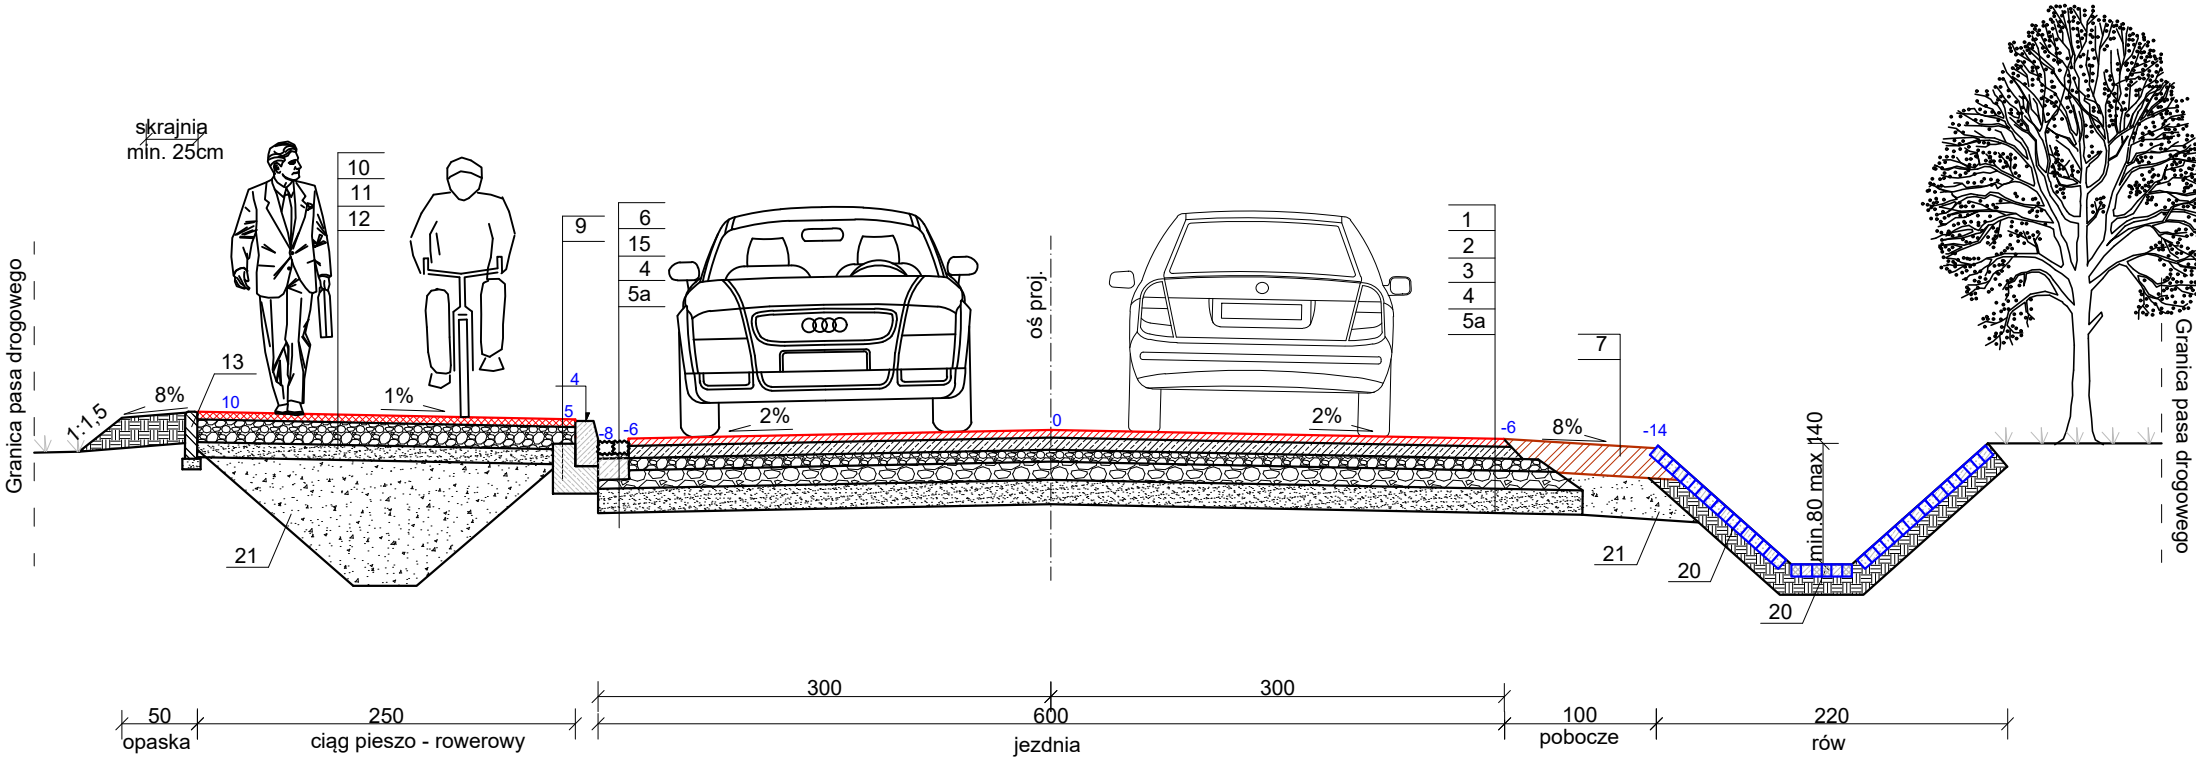 skrajnia
min. 25cm
10
11
12
9
6
15
4
5a
1
2
3
4
5a
7
oś proj.
Granica pasa drogowego
Granica pasa drogowego
13
8%
1:1,5
10
1%
4
5
-8
-6
2%
0
2%
-6
8%
-14
min.80 max 140
21
21
20
20
300
300
50
250
600
100
220
opaska
ciąg pieszo - rowerowy
jezdnia
pobocze
rów